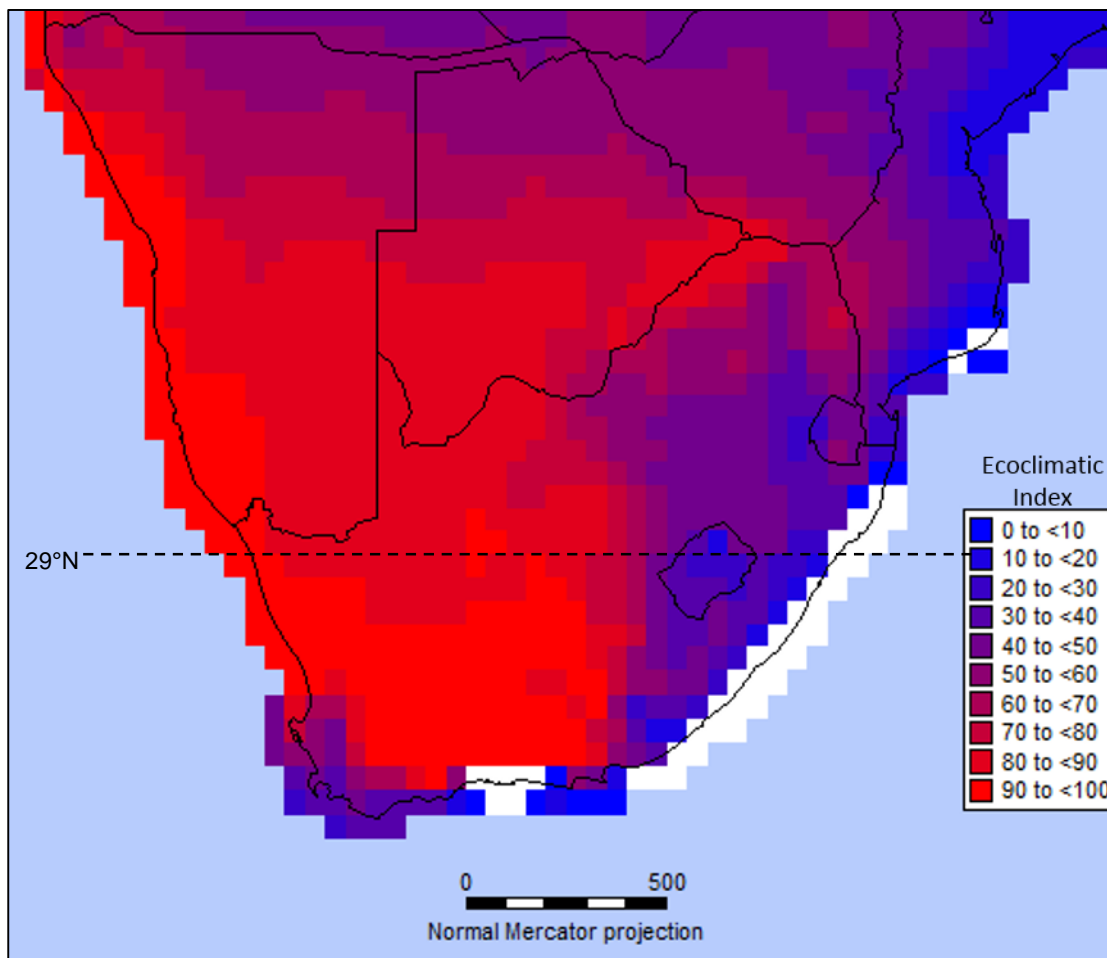 29°N
Ecoclimatic
Index
0 to <10
10 to <20
20 to <30
30 to <40
40 to <50
50 to <60
60 to <70
70 to <80
80 to <90
90 to <100
0 500
Normal Mercator projection